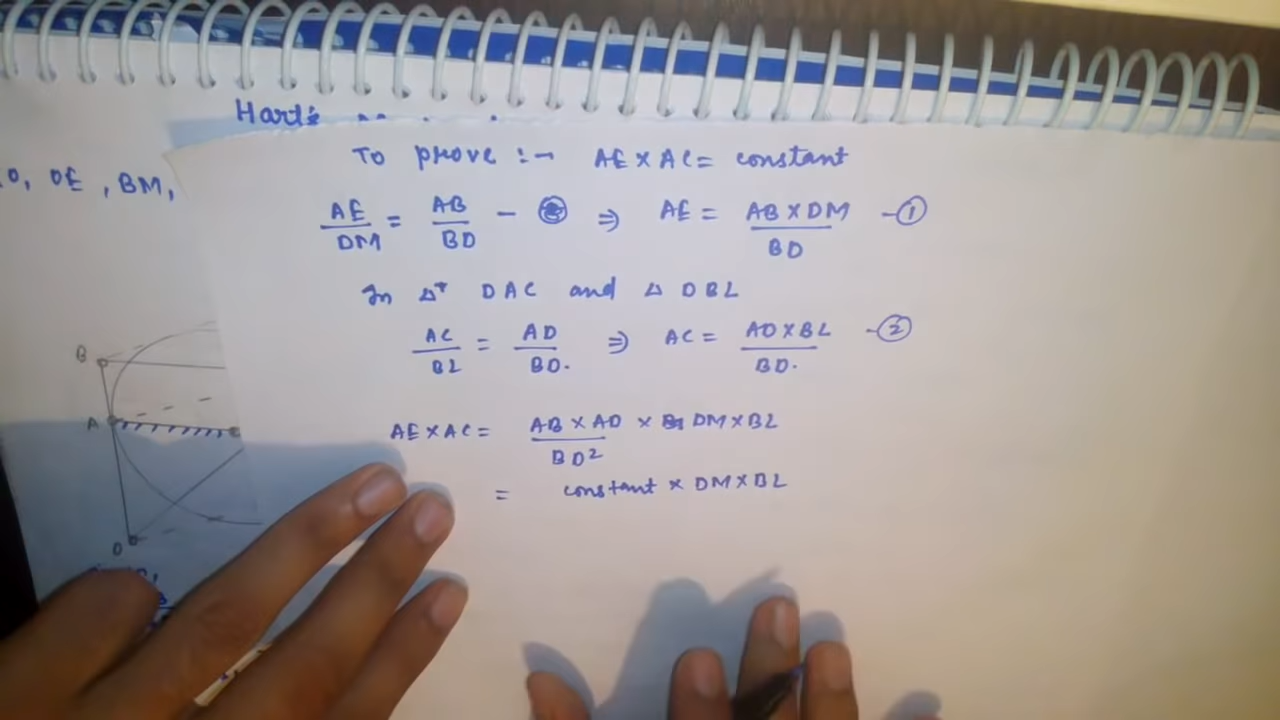 Hart's
To prove :- AE X AC = constant
O, OE, BM,
AE/DM = AB/BD - ⇒ AE = AB X DM/BD -①
In Δr DAC and Δ DBL
AC/BL = AD/BD. ⇒ AC = AD X BL/BD. -②
B
A
AE X AC = AB X AD/BD² X DM X BL
= constant X DM X BL
D